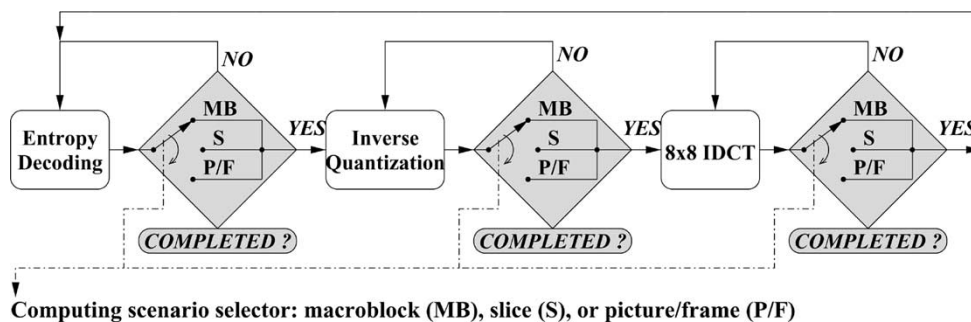 NO
NO
NO
YES
Entropy
Decoding
MB
S
P/F
YES
Inverse
Quantization
MB
S
P/F
YES
8x8 IDCT
MB
S
P/F
COMPLETED ?
COMPLETED ?
COMPLETED ?
Computing scenario selector: macroblock (MB), slice (S), or picture/frame (P/F)